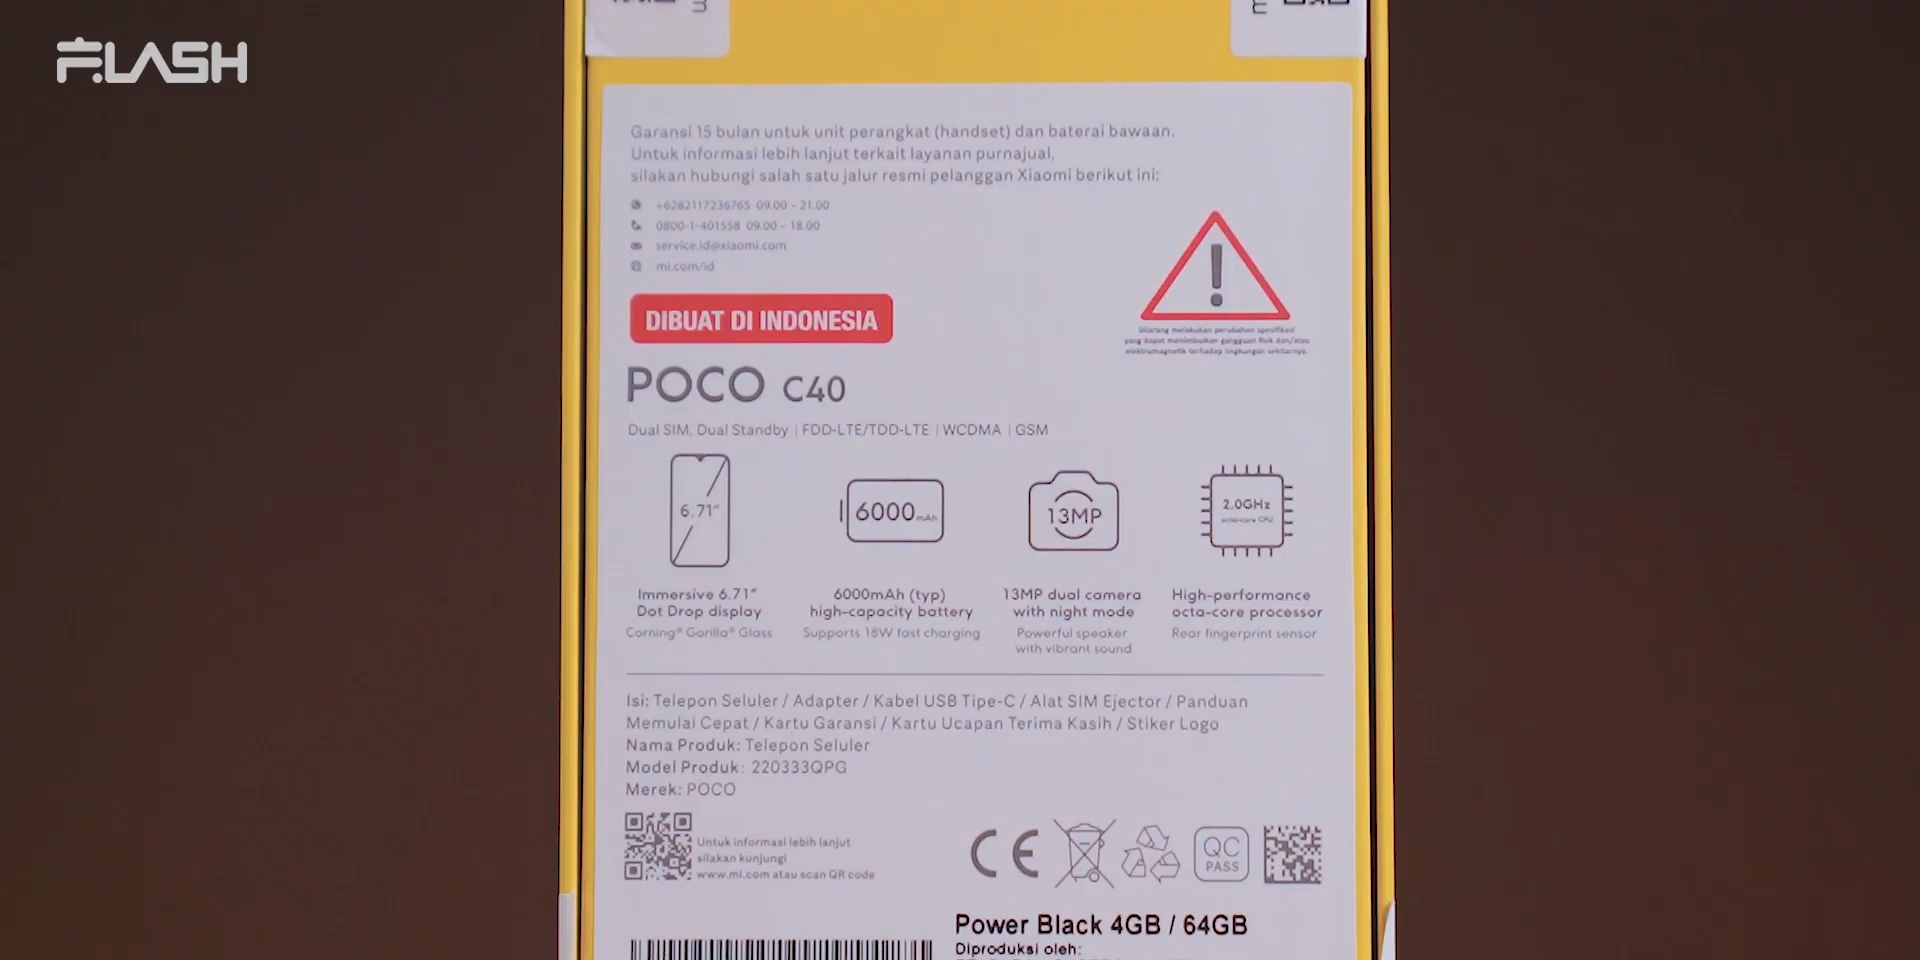 FLASH
Garansi 15 bulan untuk unit perangkat (handset) dan baterai bawaan.
Untuk informasi lebih lanjut terkait layanan purnajual,
silakan hubungi salah satu jalur resmi pelanggan Xiaomi berikut ini:
+6282117236765 09.00 - 21.00
0800-1-401558 09.00 - 18.00
service.id@xiaomi.com
mi.com/id
Dilarang melakukan perubahan spesifikasi
yang dapat menimbulkan gangguan fisik dan/atau
elektromagnetik terhadap lingkungan sekitarnya.
DIBUAT DI INDONESIA
POCO C40
Dual SIM, Dual Standby | FDD-LTE/TDD-LTE | WCDMA | GSM
6.71"
6000mAh
13MP
2.0GHz
octa-core CPU
Immersive 6.71"
Dot Drop display
Corning® Gorilla® Glass
6000mAh (typ)
high-capacity battery
Supports 18W fast charging
13MP dual camera
with night mode
Powerful speaker
with vibrant sound
High-performance
octa-core processor
Rear fingerprint sensor
Isi: Telepon Seluler / Adapter / Kabel USB Tipe-C / Alat SIM Ejector / Panduan
Memulai Cepat / Kartu Garansi / Kartu Ucapan Terima Kasih / Stiker Logo
Nama Produk: Telepon Seluler
Model Produk: 220333QPG
Merek: POCO
Untuk informasi lebih lanjut
silakan kunjungi
www.mi.com atau scan QR code
CE
QC
PASS
Power Black 4GB / 64GB
Diproduksi oleh: